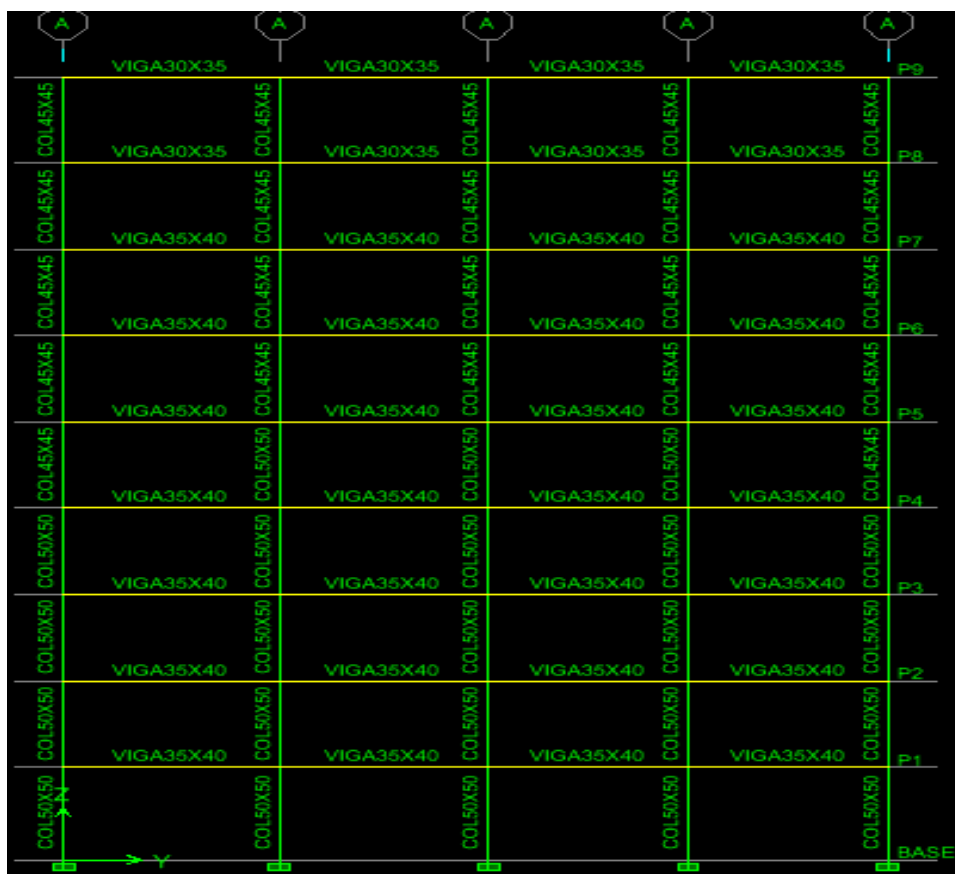 A A A A A
VIGA30X35 VIGA30X35 VIGA30X35 VIGA30X35 P9
COL45X45 COL45X45 COL45X45 COL45X45 COL45X45
VIGA30X35 VIGA30X35 VIGA30X35 VIGA30X35 P8
COL45X45 COL45X45 COL45X45 COL45X45 COL45X45
VIGA35X40 VIGA35X40 VIGA35X40 VIGA35X40 P7
COL45X45 COL45X45 COL45X45 COL45X45 COL45X45
VIGA35X40 VIGA35X40 VIGA35X40 VIGA35X40 P6
COL45X45 COL45X45 COL45X45 COL45X45 COL45X45
VIGA35X40 VIGA35X40 VIGA35X40 VIGA35X40 P5
COL45X45 COL50X50 COL50X50 COL50X50 COL45X45
VIGA35X40 VIGA35X40 VIGA35X40 VIGA35X40 P4
COL50X50 COL50X50 COL50X50 COL50X50 COL50X50
VIGA35X40 VIGA35X40 VIGA35X40 VIGA35X40 P3
COL50X50 COL50X50 COL50X50 COL50X50 COL50X50
VIGA35X40 VIGA35X40 VIGA35X40 VIGA35X40 P2
COL50X50 COL50X50 COL50X50 COL50X50 COL50X50
VIGA35X40 VIGA35X40 VIGA35X40 VIGA35X40 P1
COL50X50 COL50X50 COL50X50 COL50X50 COL50X50
Z
Y BASE